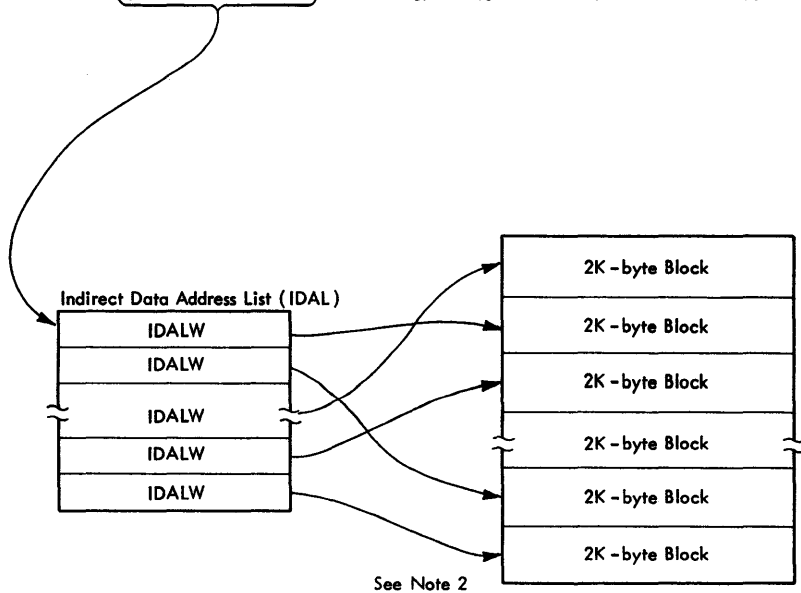 Indirect Data Address List (IDAL)
IDALW
IDALW
IDALW
IDALW
IDALW
2K-byte Block
2K-byte Block
2K-byte Block
2K-byte Block
2K-byte Block
2K-byte Block
See Note 2